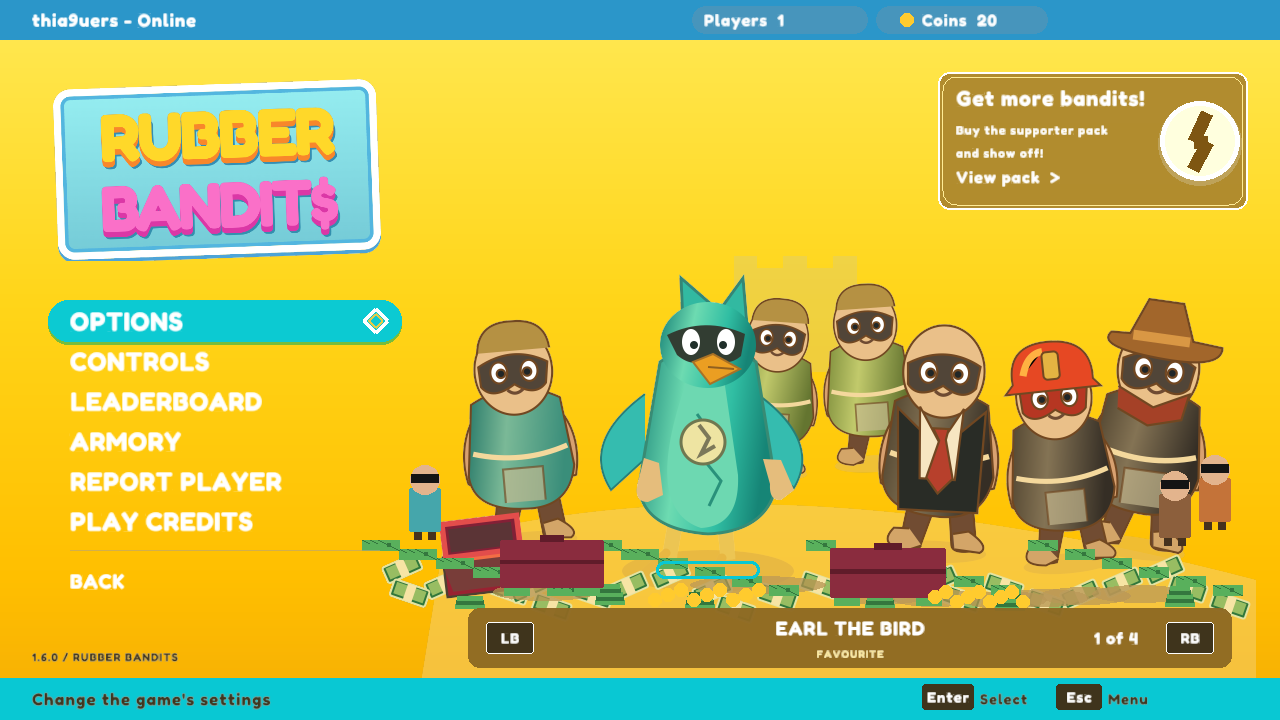 thia9uers - Online
Players 1
Coins 20
RUBBER
BANDIT$
Get more bandits!
Buy the supporter pack
and show off!
View pack >
OPTIONS
CONTROLS
LEADERBOARD
ARMORY
REPORT PLAYER
PLAY CREDITS
BACK
LB
EARL THE BIRD
FAVOURITE
1 of 4
RB
1.6.0 / RUBBER BANDITS
Change the game's settings
Enter Select
Esc Menu